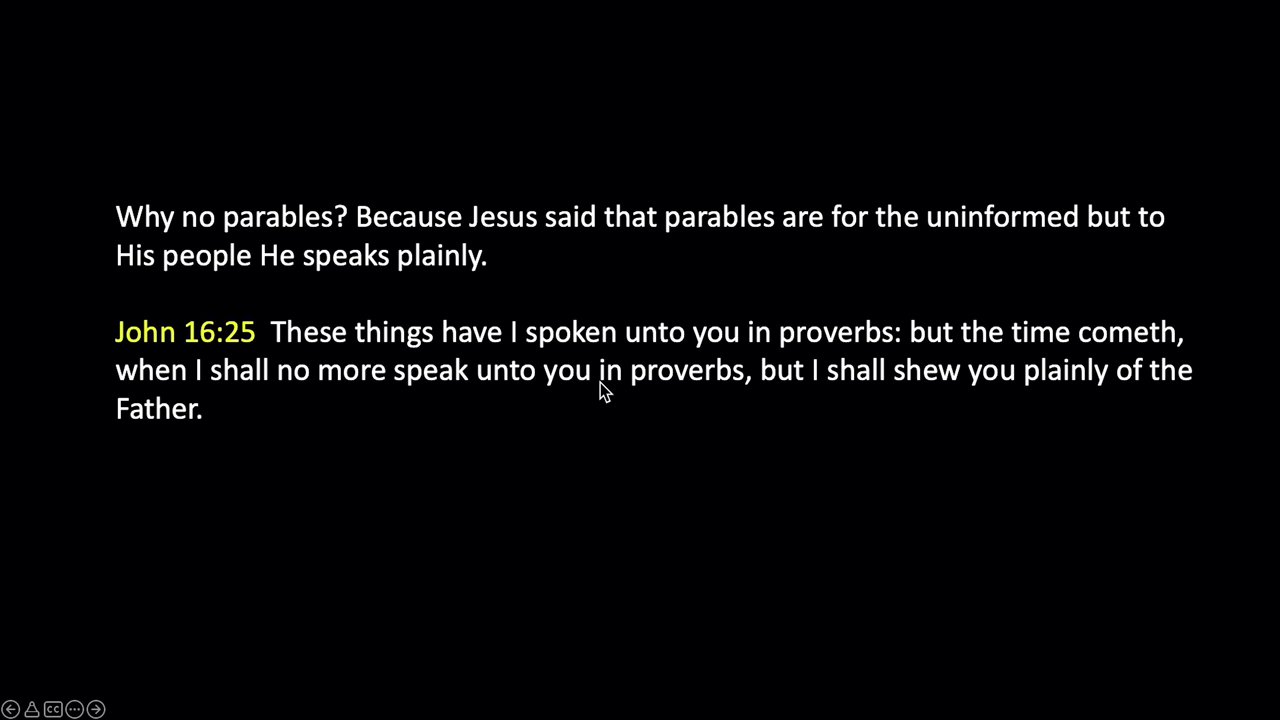 Why no parables? Because Jesus said that parables are for the uninformed but to
His people He speaks plainly.
John 16:25  These things have I spoken unto you in proverbs: but the time cometh,
when I shall no more speak unto you in proverbs, but I shall shew you plainly of the
Father.
CC